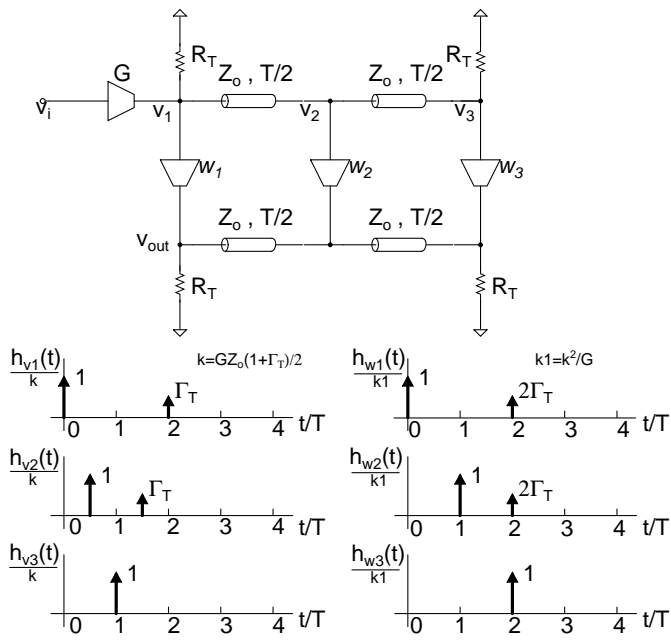 R_T
R_T
G
Z_o , T/2
Z_o , T/2
v_i
v_1
v_2
v_3
w_1
w_2
w_3
Z_o , T/2
Z_o , T/2
v_out
R_T
R_T
h_v1(t)
k
k=GZ_o(1+Γ_T)/2
1
Γ_T
0 1 2 3 4 t/T
h_w1(t)
k1
k1=k²/G
1
2Γ_T
0 1 2 3 4 t/T
h_v2(t)
k
1
Γ_T
0 1 2 3 4 t/T
h_w2(t)
k1
1
2Γ_T
0 1 2 3 4 t/T
h_v3(t)
k
1
0 1 2 3 4 t/T
h_w3(t)
k1
1
0 1 2 3 4 t/T